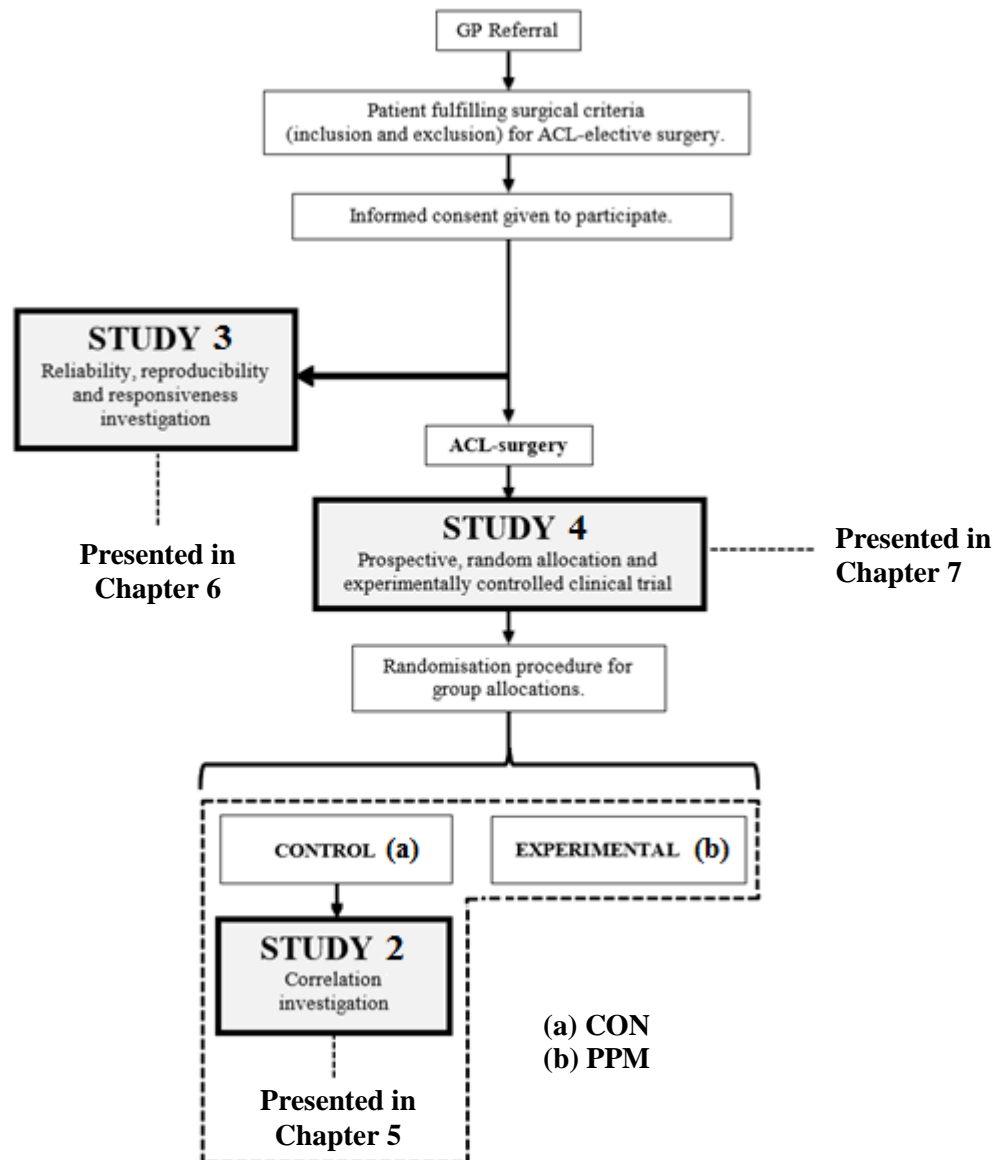 GP Referral
Patient fulfilling surgical criteria
(inclusion and exclusion) for ACL-elective surgery.
Informed consent given to participate.
STUDY 3
Reliability, reproducibility
and responsiveness
investigation
Presented in
Chapter 6
ACL-surgery
STUDY 4
Prospective, random allocation and
experimentally controlled clinical trial
Presented in
Chapter 7
Randomisation procedure for
group allocations.
CONTROL (a)
EXPERIMENTAL (b)
STUDY 2
Correlation
investigation
Presented in
Chapter 5
(a) CON
(b) PPM